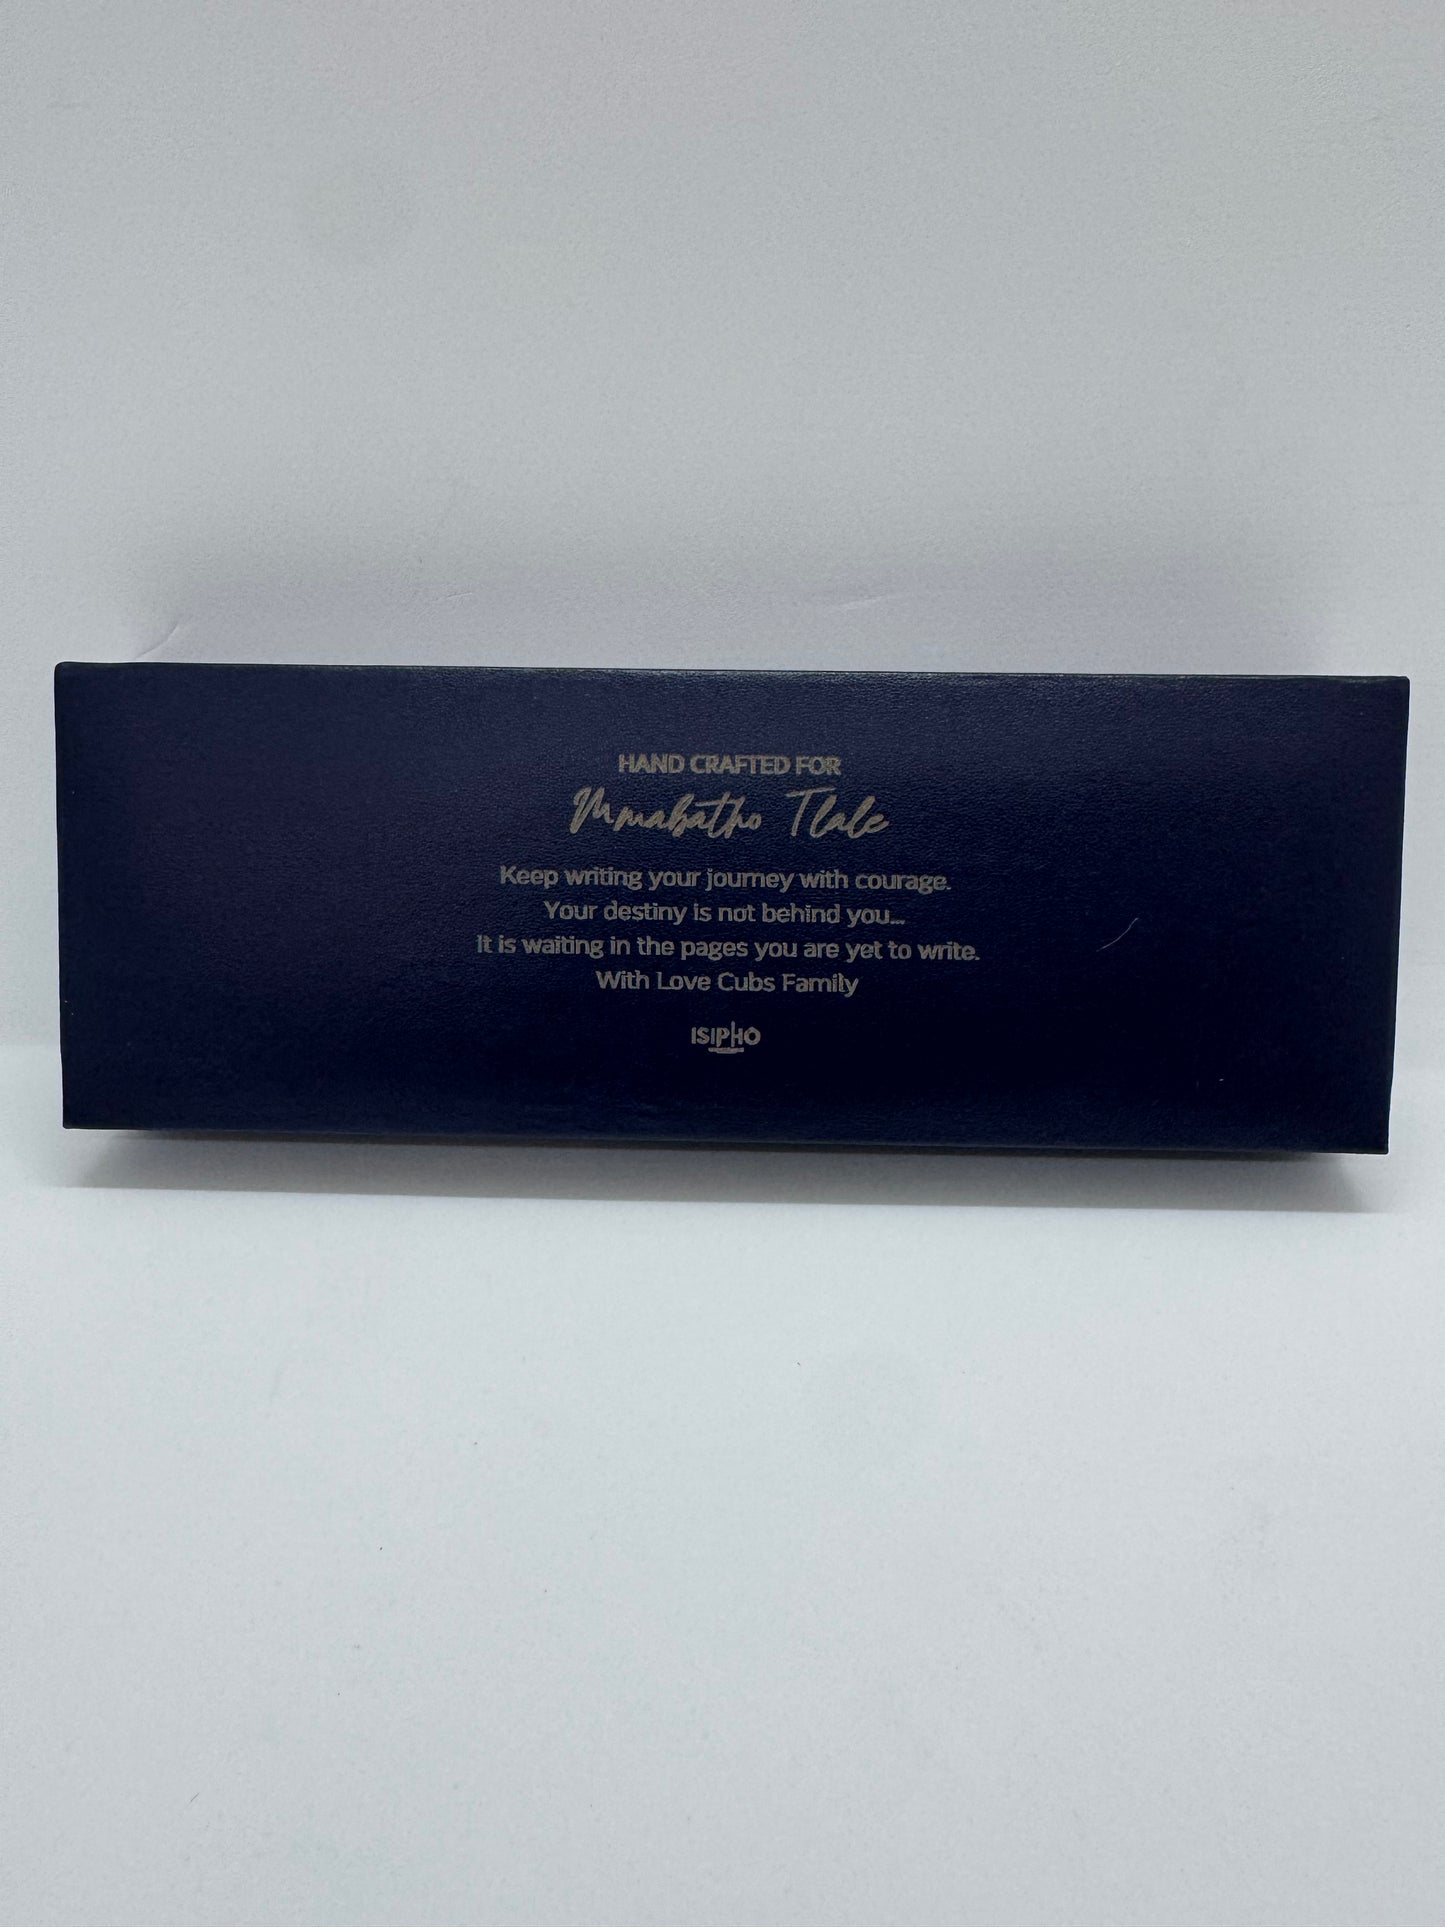 HAND CRAFTED FOR
Mmabatho Tlale
Keep writing your journey with courage.
Your destiny is not behind you...
It is waiting in the pages you are yet to write.
With Love Cubs Family
ISIPHO